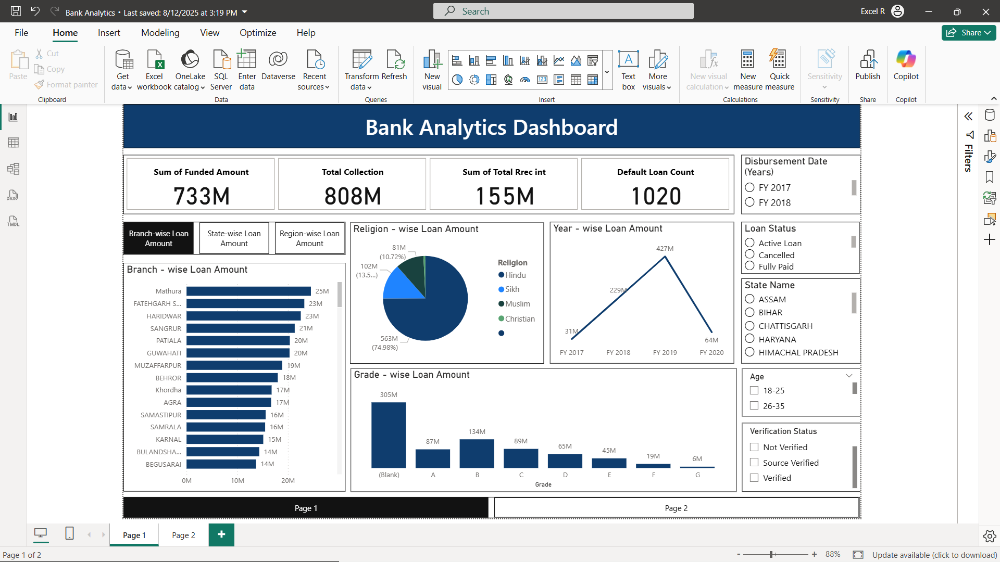 Bank Analytics • Last saved: 8/12/2025 at 3:19 PM
Search
Excel R
File
Home
Insert
Modeling
View
Optimize
Help
Share
Paste
Cut
Copy
Format painter
Clipboard
Get data
Excel workbook
OneLake catalog
SQL Server
Enter data
Dataverse
Recent sources
Data
Transform data
Refresh
Queries
New visual
Text box
More visuals
Insert
New visual calculation
New measure
Quick measure
Calculations
Sensitivity
Sensitivity
Publish
Share
Copilot
Copilot
DAX
TMDL
Bank Analytics Dashboard
Sum of Funded Amount
733M
Total Collection
808M
Sum of Total Rrec int
155M
Default Loan Count
1020
Disbursement Date
(Years)
FY 2017
FY 2018
Filters
Branch-wise Loan
Amount
State-wise Loan
Amount
Region-wise Loan
Amount
Branch - wise Loan Amount
Mathura 25M
FATEHGARH S... 23M
HARIDWAR 23M
SANGRUR 21M
PATIALA 20M
GUWAHATI 20M
MUZAFFARPUR 19M
BEHROR 18M
Khordha 17M
AGRA 17M
SAMASTIPUR 16M
SAMRALA 16M
KARNAL 15M
BULANDSHA... 14M
BEGUSARAI 14M
0M 10M 20M
Religion - wise Loan Amount
81M
(10.72%)
102M
(13.5...)
563M
(74.98%)
Religion
Hindu
Sikh
Muslim
Christian
Year - wise Loan Amount
427M
229M
31M
64M
FY 2017 FY 2018 FY 2019 FY 2020
Loan Status
Active Loan
Cancelled
Fully Paid
State Name
ASSAM
BIHAR
CHATTISGARH
HARYANA
HIMACHAL PRADESH
Grade - wise Loan Amount
305M
87M
134M
89M
65M
45M
19M
6M
(Blank) A B C D E F G
Grade
Age
18-25
26-35
Verification Status
Not Verified
Source Verified
Verified
Page 1
Page 2
Page 1
Page 2
Page 1 of 2
88%
Update available (click to download)